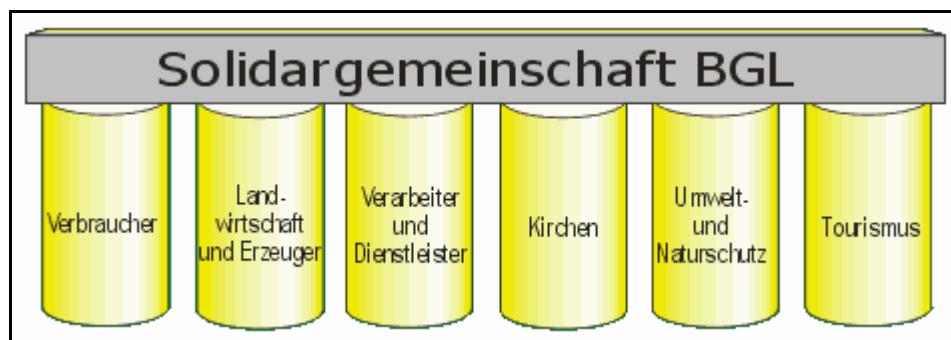 Solidargemeinschaft BGL
Verbraucher
Land-
wirtschaft
und Erzeuger
Verarbeiter
und
Dienstleister
Kirchen
Umwelt-
und
Naturschutz
Tourismus